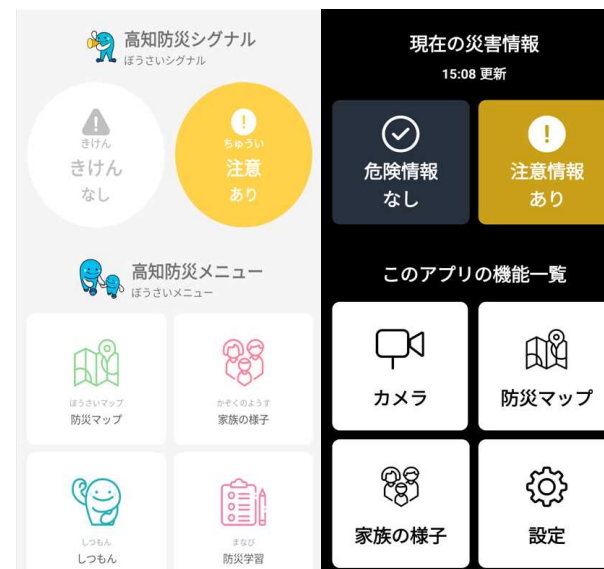 高知防災シグナル
ぼうさいシグナル
きけん
きけん
なし
ちゅうい
注意
あり
高知防災メニュー
ぼうさいメニュー
ぼうさいマップ
防災マップ
かぞくのようす
家族の様子
しつもん
しつもん
まなび
防災学習
現在の災害情報
15:08 更新
危険情報
なし
注意情報
あり
このアプリの機能一覧
カメラ
防災マップ
家族の様子
設定